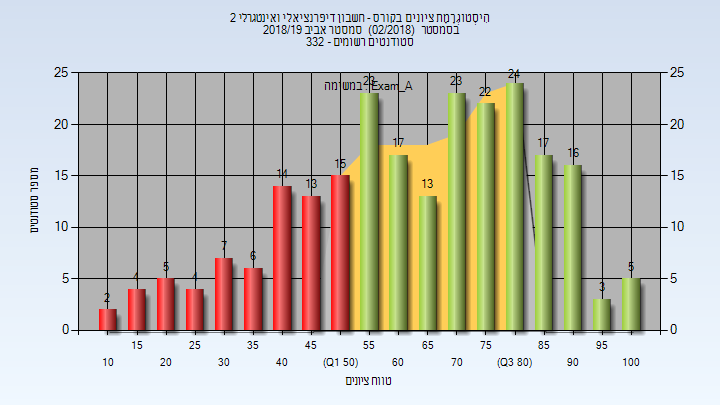 היסטוגרמת ציונים בקורס - חשבון דיפרנציאלי ואינטגרלי 2
בסמסטר (02/2018) סמסטר אביב 2018/19
סטודנטים רשומים - 332
במשימה: Exam_A
מספר סטודנטים
25 20 15 10 5 0
2 4 5 4 7 6 14 13 15 23 17 13 23 22 24 17 16 3 5
25 20 15 10 5 0
15 25 35 45 55 65 75 85 95
10 20 30 40 (Q1 50) 60 70 (Q3 80) 90 100
טווח ציונים